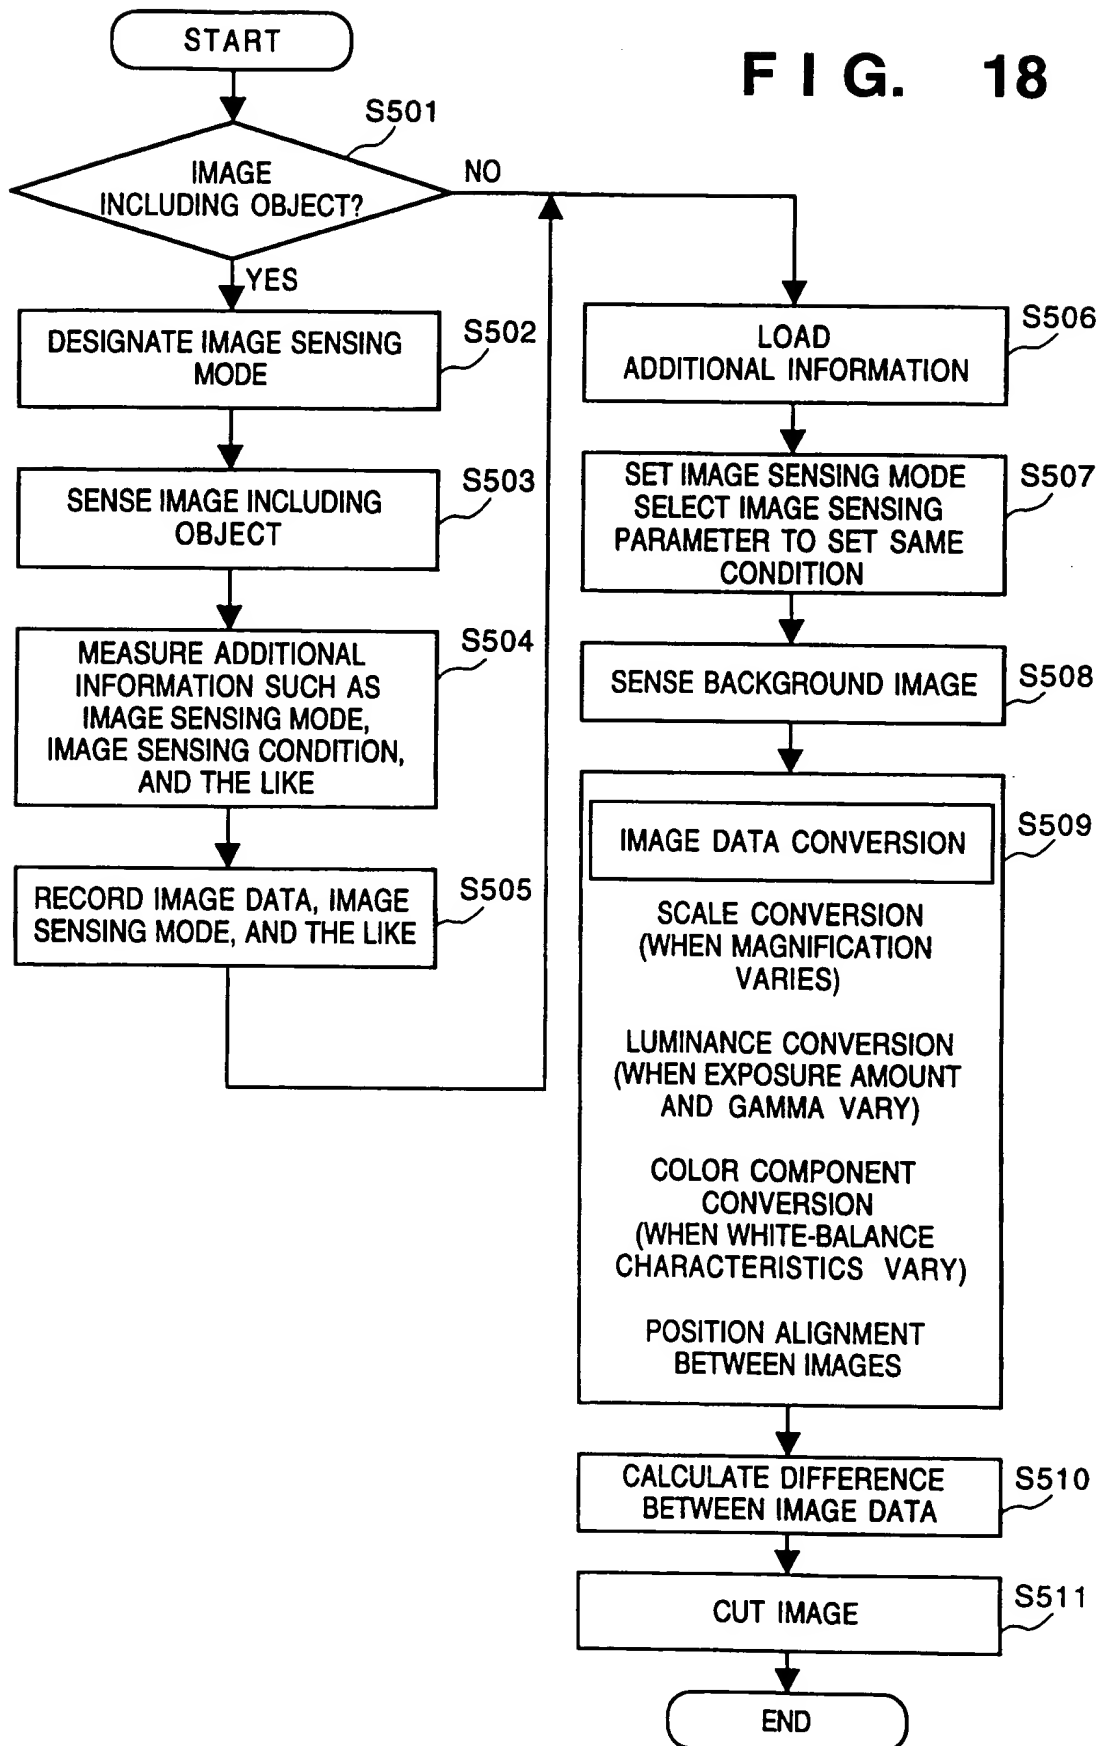 START
FIG. 18
S501
IMAGE
INCLUDING OBJECT?
NO
YES
DESIGNATE IMAGE SENSING
MODE
S502
SENSE IMAGE INCLUDING
OBJECT
S503
MEASURE ADDITIONAL
INFORMATION SUCH AS
IMAGE SENSING MODE,
IMAGE SENSING CONDITION,
AND THE LIKE
S504
RECORD IMAGE DATA, IMAGE
SENSING MODE, AND THE LIKE
S505
LOAD
ADDITIONAL INFORMATION
S506
SET IMAGE SENSING MODE
SELECT IMAGE SENSING
PARAMETER TO SET SAME
CONDITION
S507
SENSE BACKGROUND IMAGE
S508
IMAGE DATA CONVERSION
S509
SCALE CONVERSION
(WHEN MAGNIFICATION
VARIES)
LUMINANCE CONVERSION
(WHEN EXPOSURE AMOUNT
AND GAMMA VARY)
COLOR COMPONENT
CONVERSION
(WHEN WHITE-BALANCE
CHARACTERISTICS VARY)
POSITION ALIGNMENT
BETWEEN IMAGES
CALCULATE DIFFERENCE
BETWEEN IMAGE DATA
S510
CUT IMAGE
S511
END